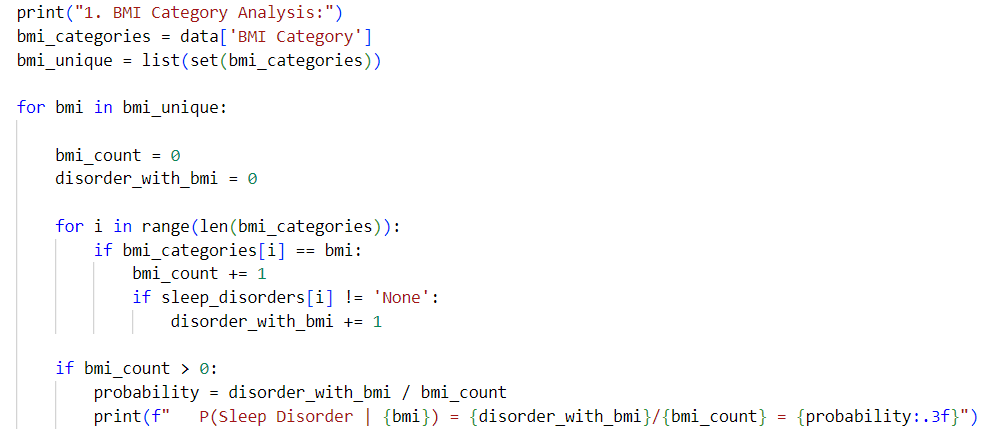 print("1. BMI Category Analysis:")
bmi_categories = data['BMI Category']
bmi_unique = list(set(bmi_categories))

for bmi in bmi_unique:

    bmi_count = 0
    disorder_with_bmi = 0

    for i in range(len(bmi_categories)):
        if bmi_categories[i] == bmi:
            bmi_count += 1
            if sleep_disorders[i] != 'None':
                disorder_with_bmi += 1

    if bmi_count > 0:
        probability = disorder_with_bmi / bmi_count
        print(f"   P(Sleep Disorder | {bmi}) = {disorder_with_bmi}/{bmi_count} = {probability:.3f}")